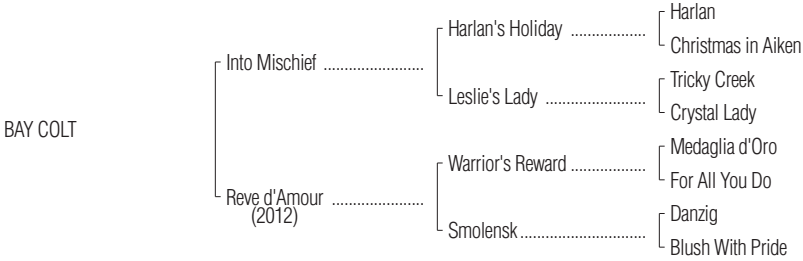 Harlan
Harlan's Holiday ..................
Christmas in Aiken
Into Mischief ........................
Tricky Creek
Leslie's Lady ........................
Crystal Lady
BAY COLT
Medaglia d'Oro
Warrior's Reward ..................
For All You Do
Reve d'Amour ......................
(2012)
Danzig
Smolensk..............................
Blush With Pride